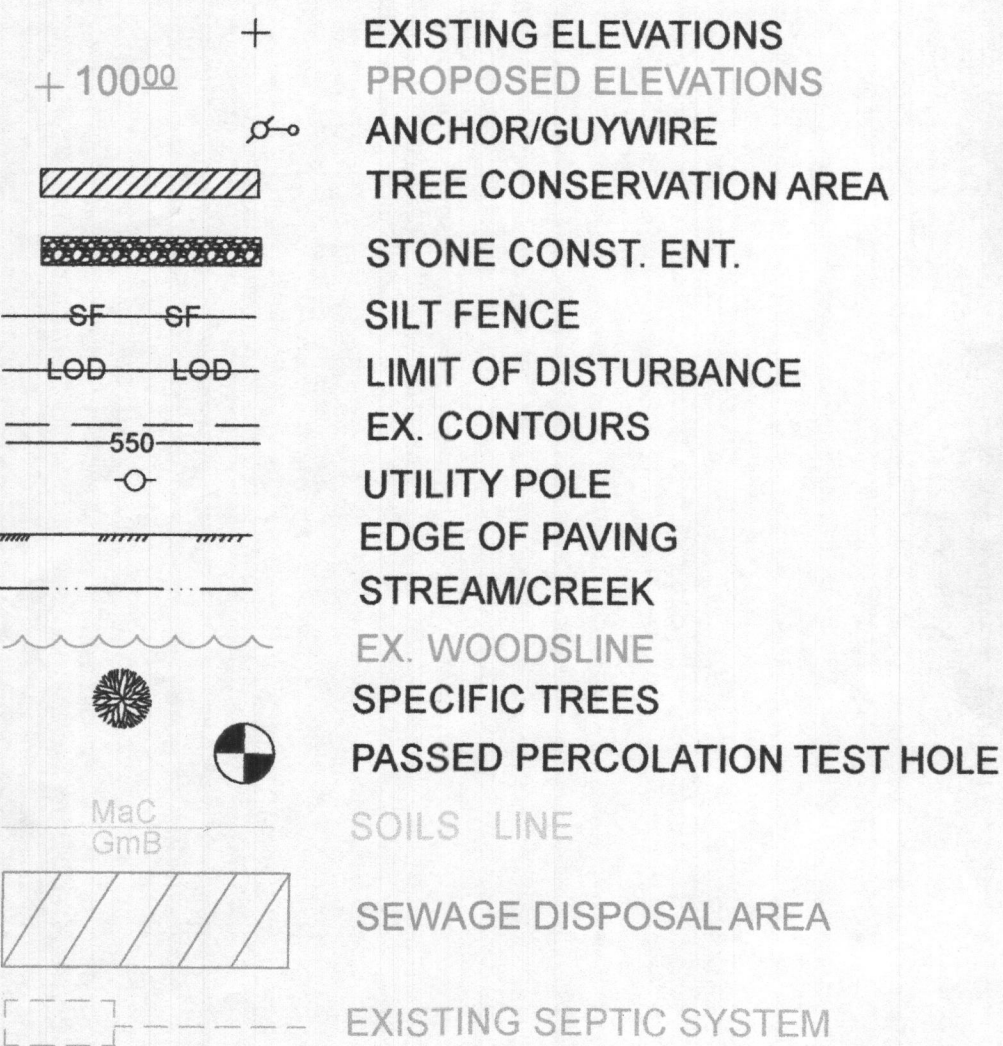 + EXISTING ELEVATIONS
+ 100⁰⁰ PROPOSED ELEVATIONS
ANCHOR/GUYWIRE
TREE CONSERVATION AREA
STONE CONST. ENT.
SF SF SILT FENCE
LOD LOD LIMIT OF DISTURBANCE
EX. CONTOURS
550
UTILITY POLE
EDGE OF PAVING
STREAM/CREEK
EX. WOODSLINE
SPECIFIC TREES
PASSED PERCOLATION TEST HOLE
MaC
SOILS LINE
GmB
SEWAGE DISPOSAL AREA
EXISTING SEPTIC SYSTEM